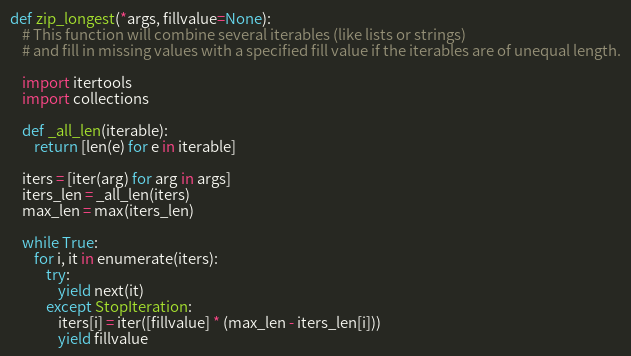 def zip_longest(*args, fillvalue=None):
    # This function will combine several iterables (like lists or strings)
    # and fill in missing values with a specified fill value if the iterables are of unequal length.

    import itertools
    import collections

    def _all_len(iterable):
        return [len(e) for e in iterable]

    iters = [iter(arg) for arg in args]
    iters_len = _all_len(iters)
    max_len = max(iters_len)

    while True:
        for i, it in enumerate(iters):
            try:
                yield next(it)
            except StopIteration:
                iters[i] = iter([fillvalue] * (max_len - iters_len[i]))
                yield fillvalue